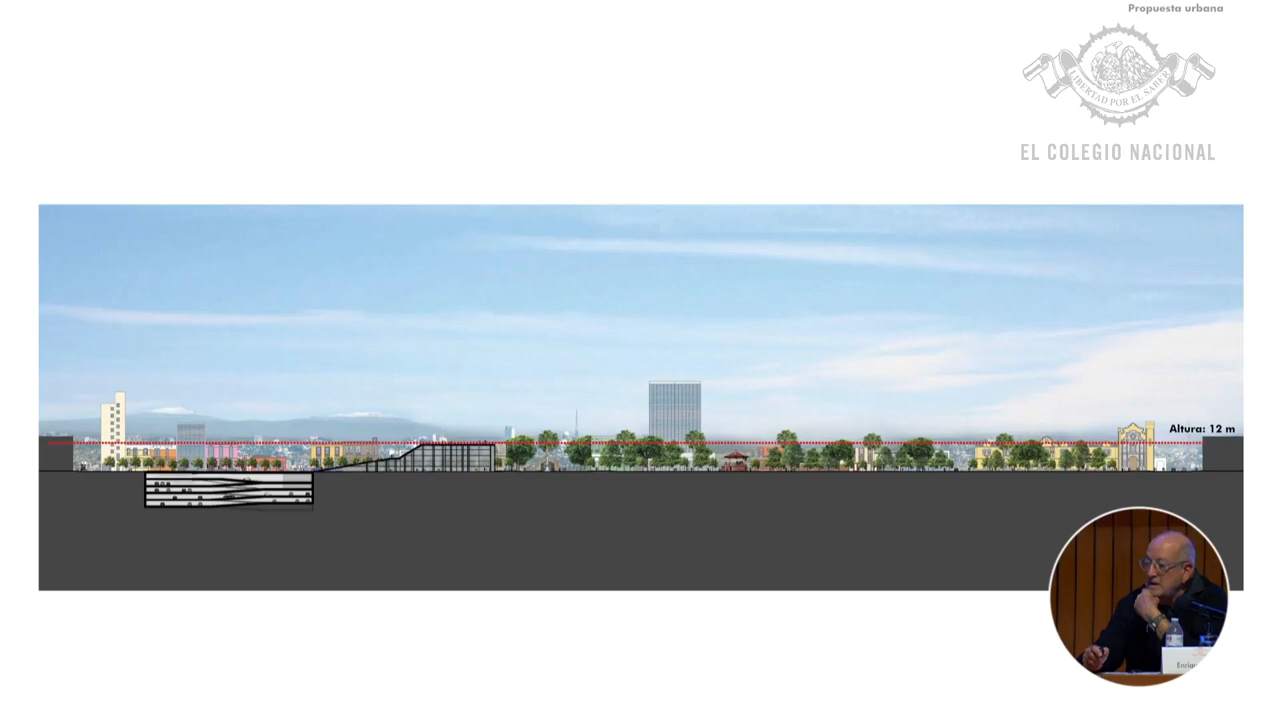 Propuesta urbana
LIBERTAD POR EL SABER
EL COLEGIO NACIONAL
Altura: 12 m